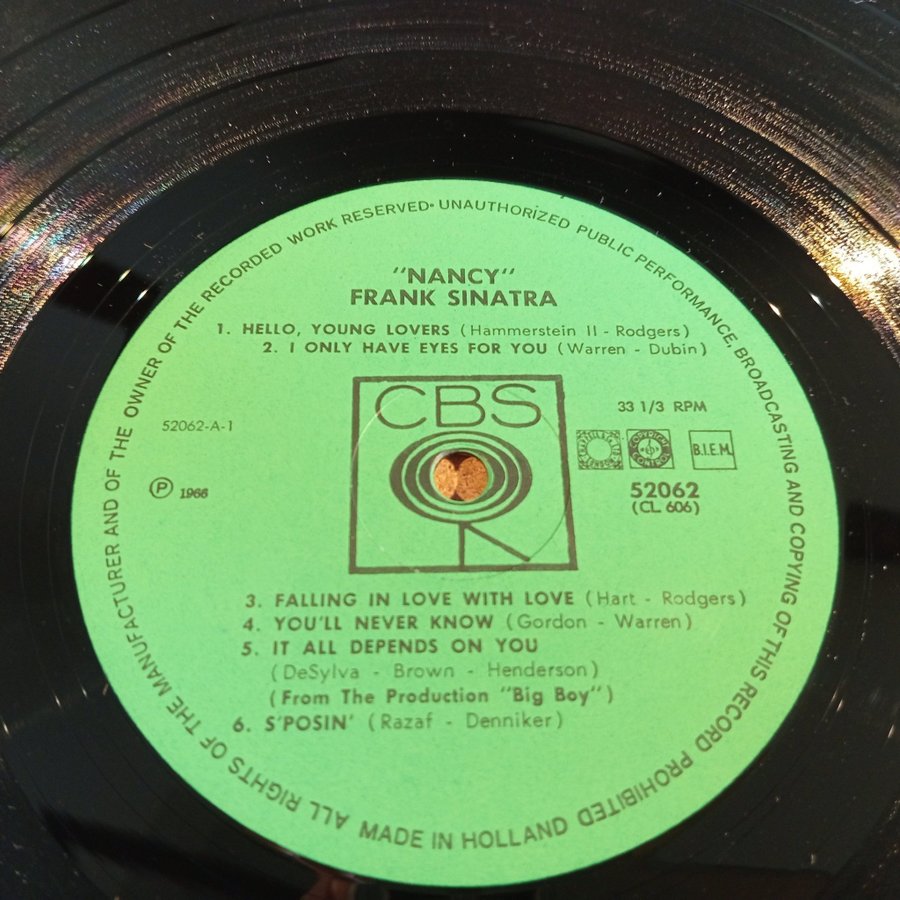 ALL RIGHTS OF THE MANUFACTURER AND OF THE OWNER OF THE RECORDED WORK RESERVED• UNAUTHORIZED PUBLIC PERFORMANCE, BROADCASTING AND COPYING OF THIS RECORD PROHIBITED
"NANCY"
FRANK SINATRA
1. HELLO, YOUNG LOVERS (Hammerstein II - Rodgers)
2. I ONLY HAVE EYES FOR YOU (Warren - Dubin)
CBS
52062-A-1
33 1/3 RPM
COPYRIGHT CONTROL
B.I.E.M.
Ⓟ 1966
52062
(CL 606)
3. FALLING IN LOVE WITH LOVE (Hart - Rodgers)
4. YOU'LL NEVER KNOW (Gordon - Warren)
5. IT ALL DEPENDS ON YOU
(DeSylva - Brown - Henderson)
(From The Production "Big Boy")
6. S'POSIN' (Razaf - Denniker)
MADE IN HOLLAND